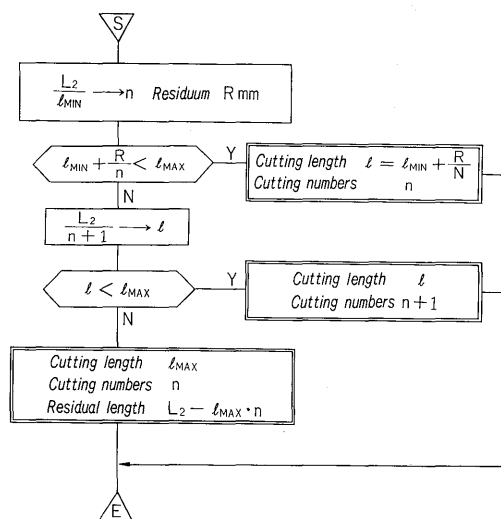 S
L₂/ℓMIN → n Residuum R mm
ℓMIN + R/n < ℓMAX
Y
Cutting length ℓ = ℓMIN + R/N
Cutting numbers n
N
L₂/n + 1 → ℓ
ℓ < ℓMAX
Y
Cutting length ℓ
Cutting numbers n + 1
N
Cutting length ℓMAX
Cutting numbers n
Residual length L₂ − ℓMAX · n
E